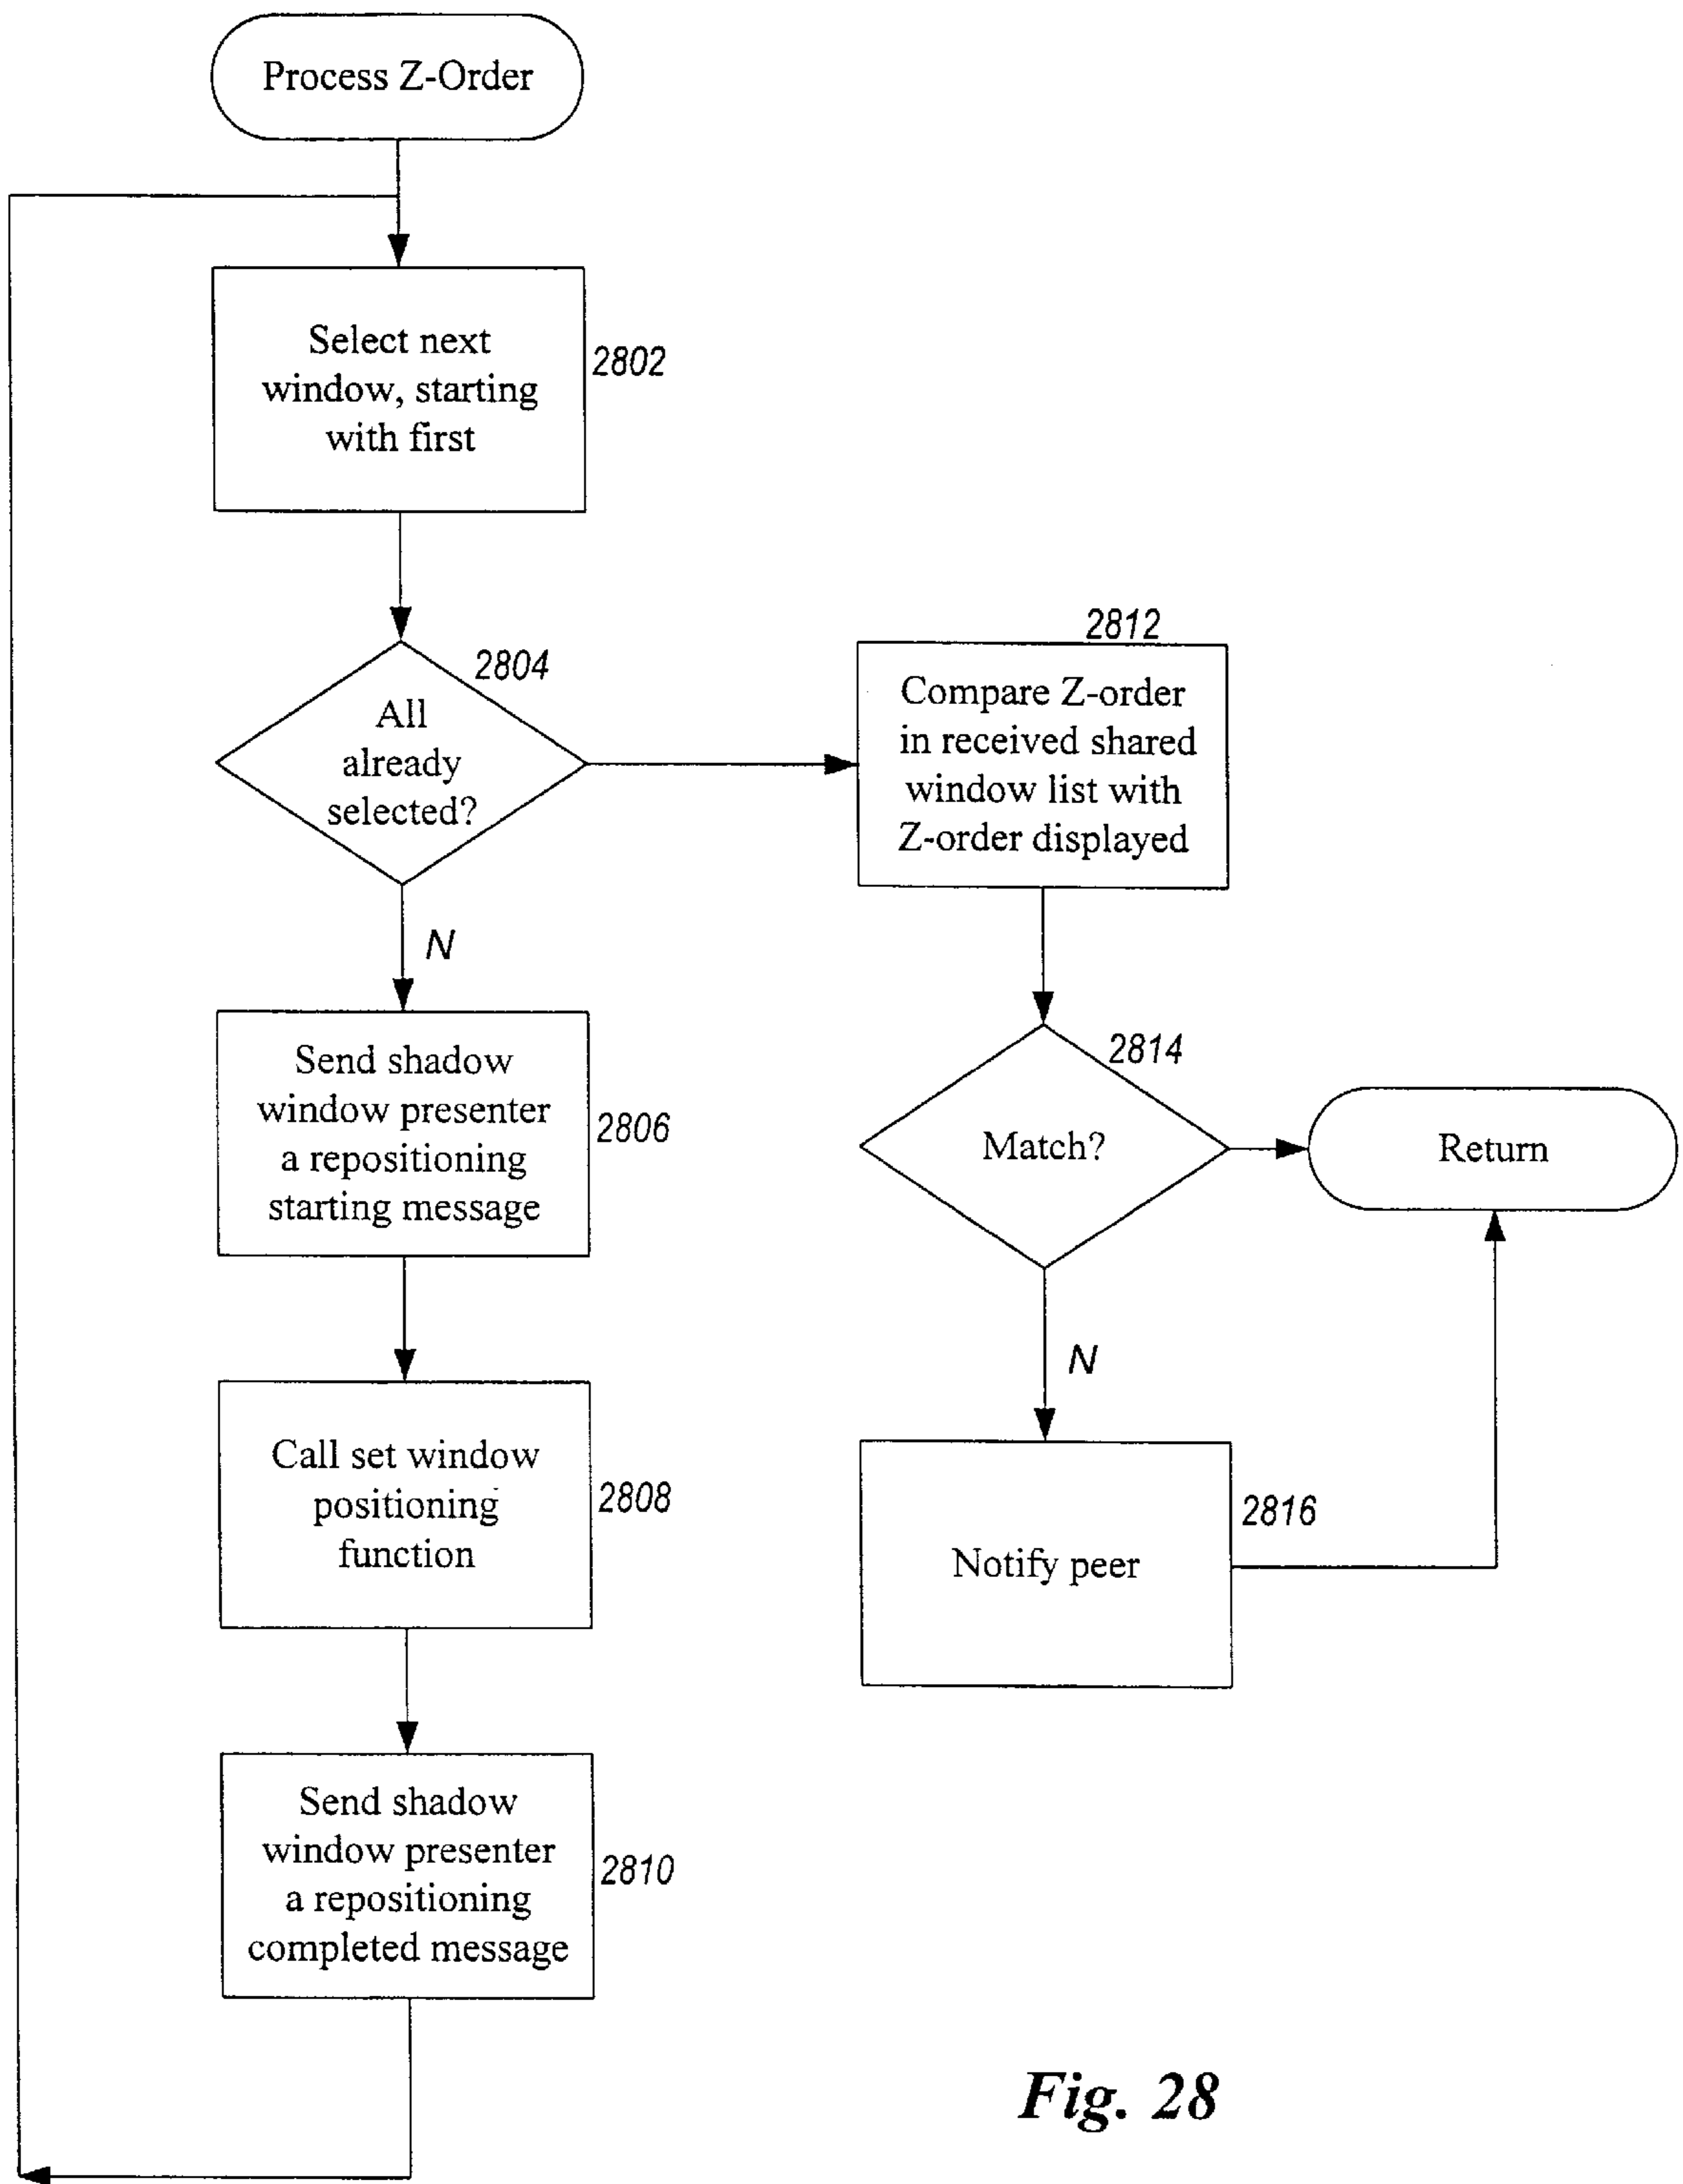 Process Z-Order
Select next
window, starting
with first
2802
2804
All
already
selected?
N
Send shadow
window presenter
a repositioning
starting message
2806
Call set window
positioning
function
2808
Send shadow
window presenter
a repositioning
completed message
2810
2812
Compare Z-order
in received shared
window list with
Z-order displayed
2814
Match?
N
Return
Notify peer
2816
Fig. 28